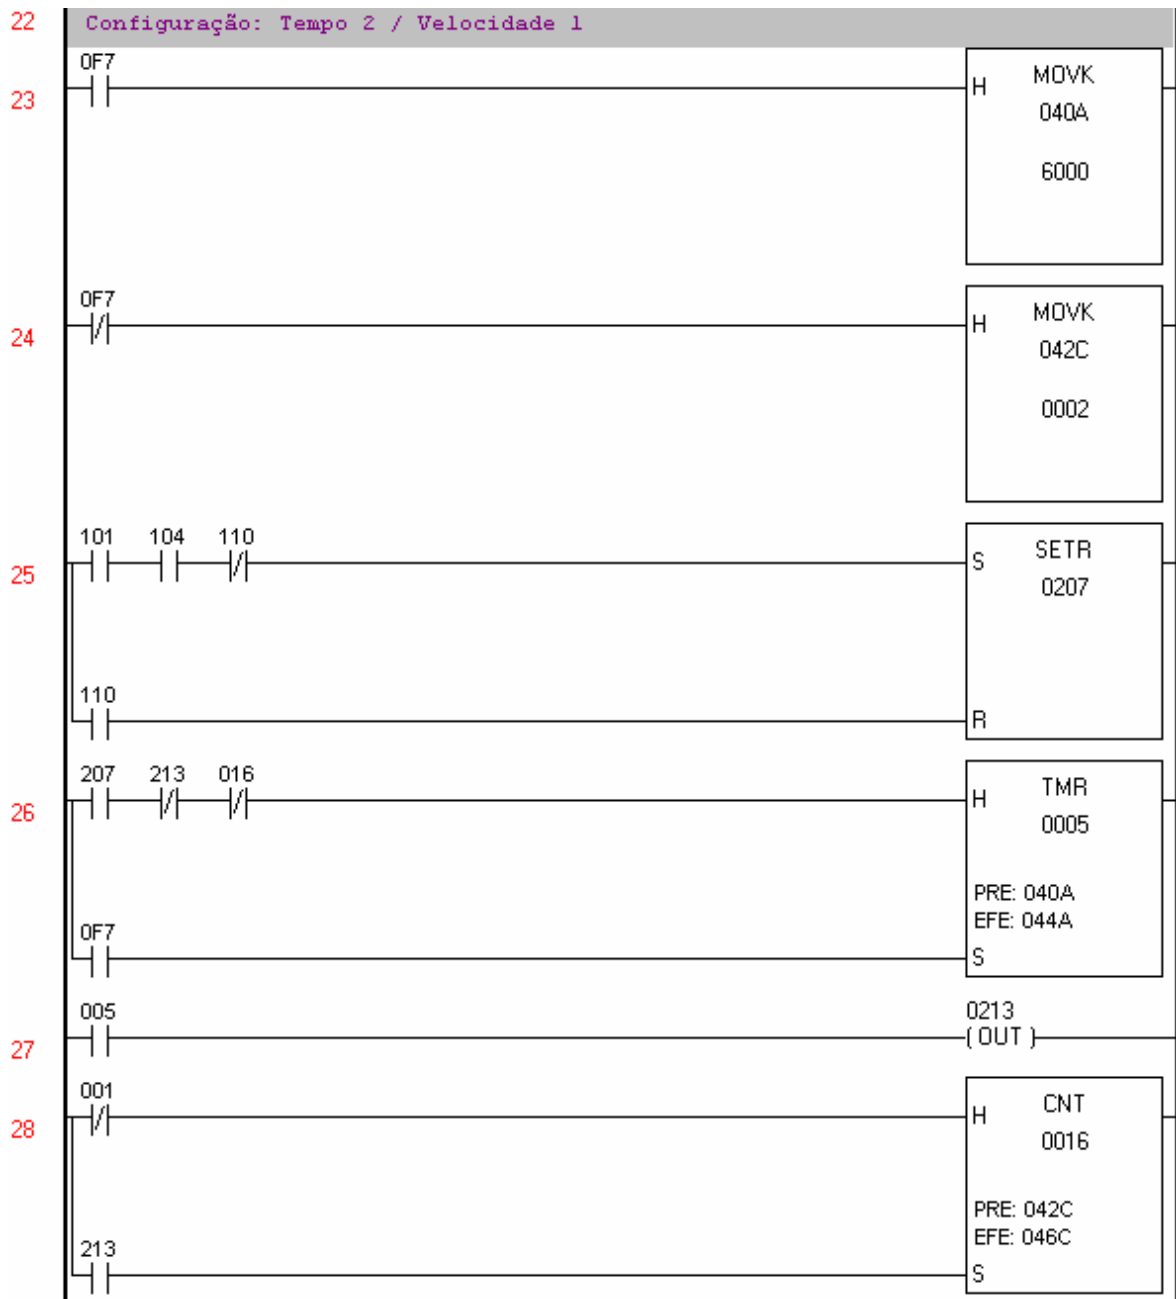 22 Configuração: Tempo 2 / Velocidade 1
0F7
23 H MOVK
040A
6000
0F7
24 H MOVK
042C
0002
101 104 110
25 S SETR
0207
110
R
207 213 016
26 H TMR
0005
PRE: 040A
EFE: 044A
0F7
S
005 0213
27 ( OUT )
001
28 H CNT
0016
PRE: 042C
EFE: 046C
213
S